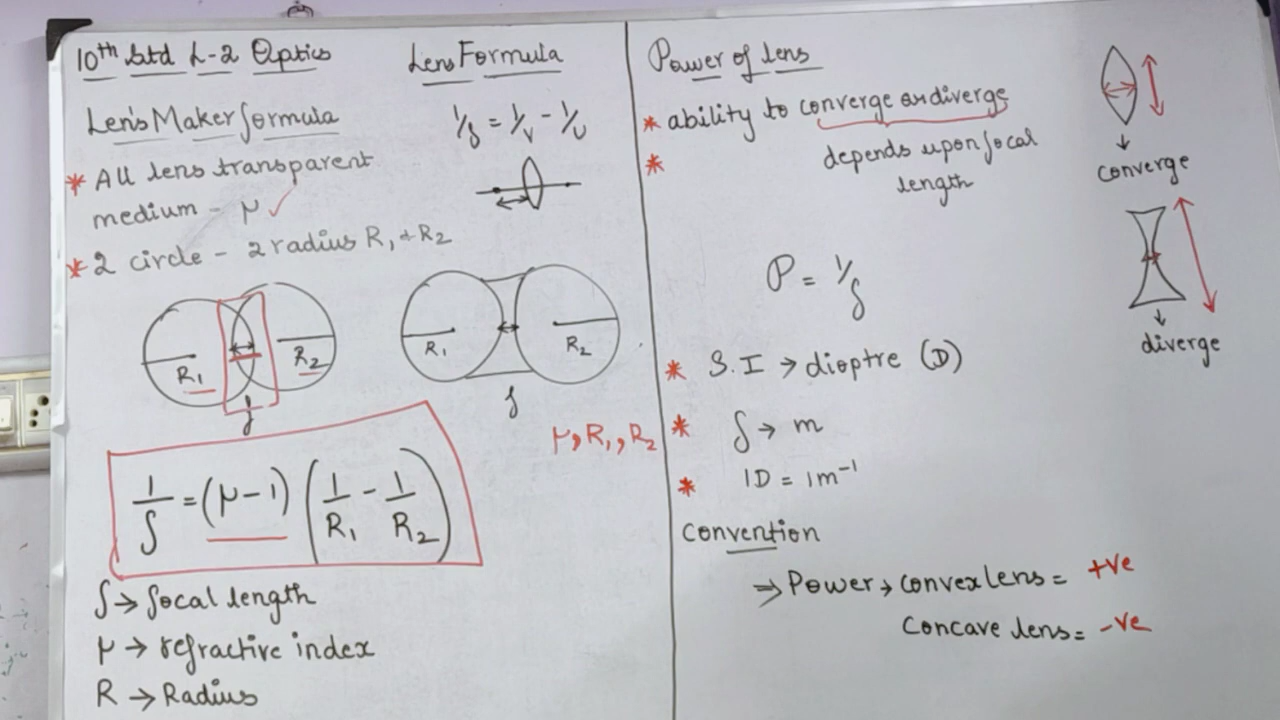 10th Std L-2 Optics
Lens Formula
Len's Maker formula
1/f = 1/v - 1/u
* All lens transparent
medium - μ ✓
* 2 circle - 2 radius R₁ + R₂
R₁ R₂
f
R₁ R₂
f
μ, R₁, R₂
1/f = (μ-1) (1/R₁ - 1/R₂)
f → focal length
μ → refractive index
R → Radius
Power of lens
* ability to converge or diverge
* depends upon focal
length
P = 1/f
* S.I → dioptre (D)
* f → m
* 1D = 1m⁻¹
Convention
⇒ Power → convex lens = +ve
Concave lens = -ve
↓
converge
↓
diverge